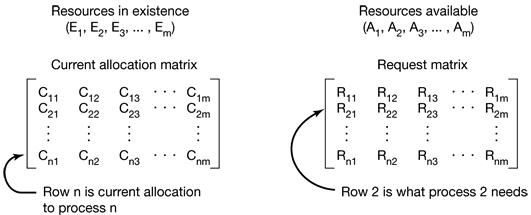 Resources in existence
(E₁, E₂, E₃, ... , Eₘ)
Current allocation matrix
C₁₁ C₁₂ C₁₃ · · · C₁ₘ
C₂₁ C₂₂ C₂₃ · · · C₂ₘ
⋮ ⋮ ⋮ ⋮
Cₙ₁ Cₙ₂ Cₙ₃ · · · Cₙₘ
Row n is current allocation
to process n
Resources available
(A₁, A₂, A₃, ... , Aₘ)
Request matrix
R₁₁ R₁₂ R₁₃ · · · R₁ₘ
R₂₁ R₂₂ R₂₃ · · · R₂ₘ
⋮ ⋮ ⋮ ⋮
Rₙ₁ Rₙ₂ Rₙ₃ · · · Rₙₘ
Row 2 is what process 2 needs